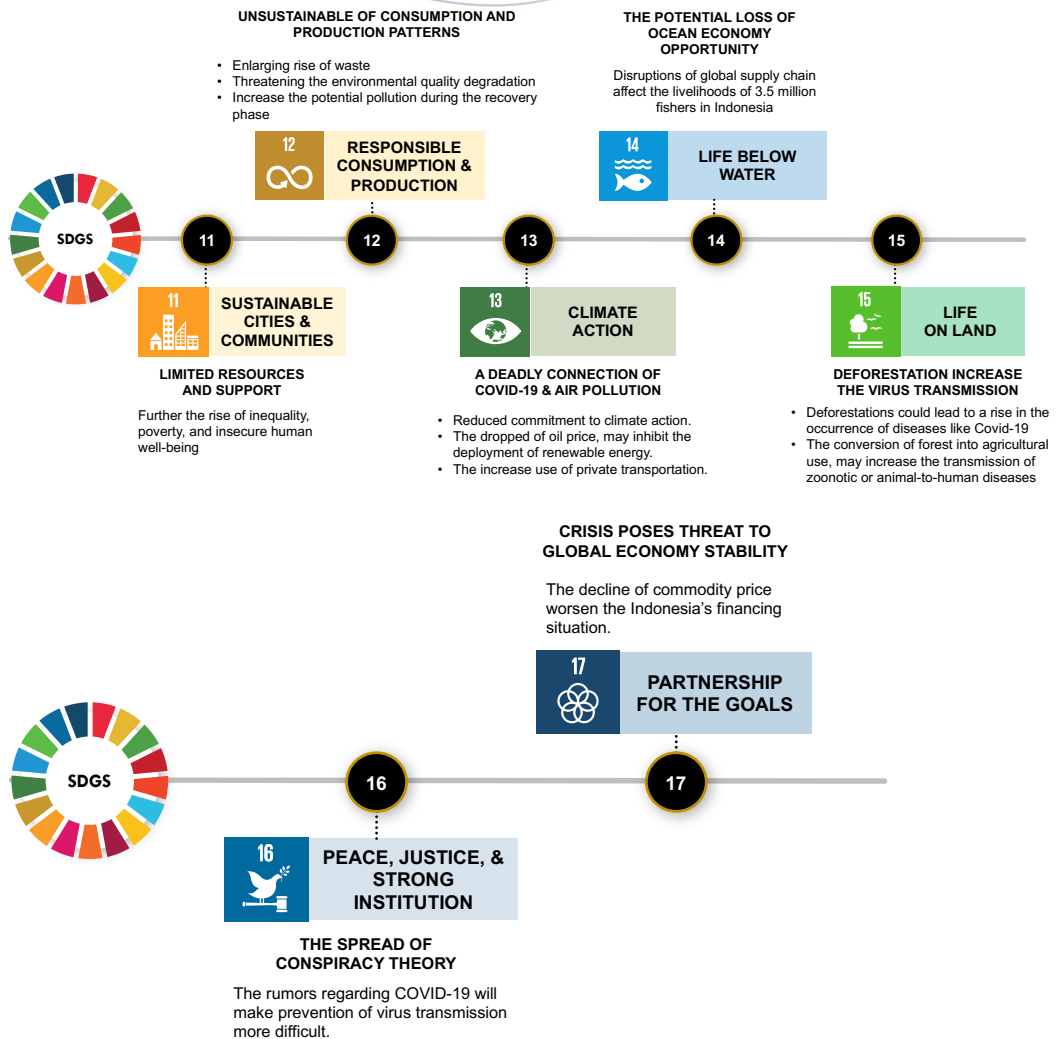 UNSUSTAINABLE OF CONSUMPTION AND
PRODUCTION PATTERNS
• Enlarging rise of waste
• Threatening the environmental quality degradation
• Increase the potential pollution during the recovery
phase
THE POTENTIAL LOSS OF
OCEAN ECONOMY
OPPORTUNITY
Disruptions of global supply chain
affect the livelihoods of 3.5 million
fishers in Indonesia
12
RESPONSIBLE
CONSUMPTION &
PRODUCTION
14
LIFE BELOW
WATER
SDGS
11
12
13
14
15
11
SUSTAINABLE
CITIES &
COMMUNITIES
13
CLIMATE
ACTION
15
LIFE
ON LAND
LIMITED RESOURCES
AND SUPPORT
Further the rise of inequality,
poverty, and insecure human
well-being
A DEADLY CONNECTION OF
COVID-19 & AIR POLLUTION
• Reduced commitment to climate action.
• The dropped of oil price, may inhibit the
deployment of renewable energy.
• The increase use of private transportation.
DEFORESTATION INCREASE
THE VIRUS TRANSMISSION
• Deforestations could lead to a rise in the
occurrence of diseases like Covid-19
• The conversion of forest into agricultural
use, may increase the transmission of
zoonotic or animal-to-human diseases
CRISIS POSES THREAT TO
GLOBAL ECONOMY STABILITY
The decline of commodity price
worsen the Indonesia's financing
situation.
17
PARTNERSHIP
FOR THE GOALS
SDGS
16
17
16
PEACE, JUSTICE, &
STRONG
INSTITUTION
THE SPREAD OF
CONSPIRACY THEORY
The rumors regarding COVID-19 will
make prevention of virus transmission
more difficult.